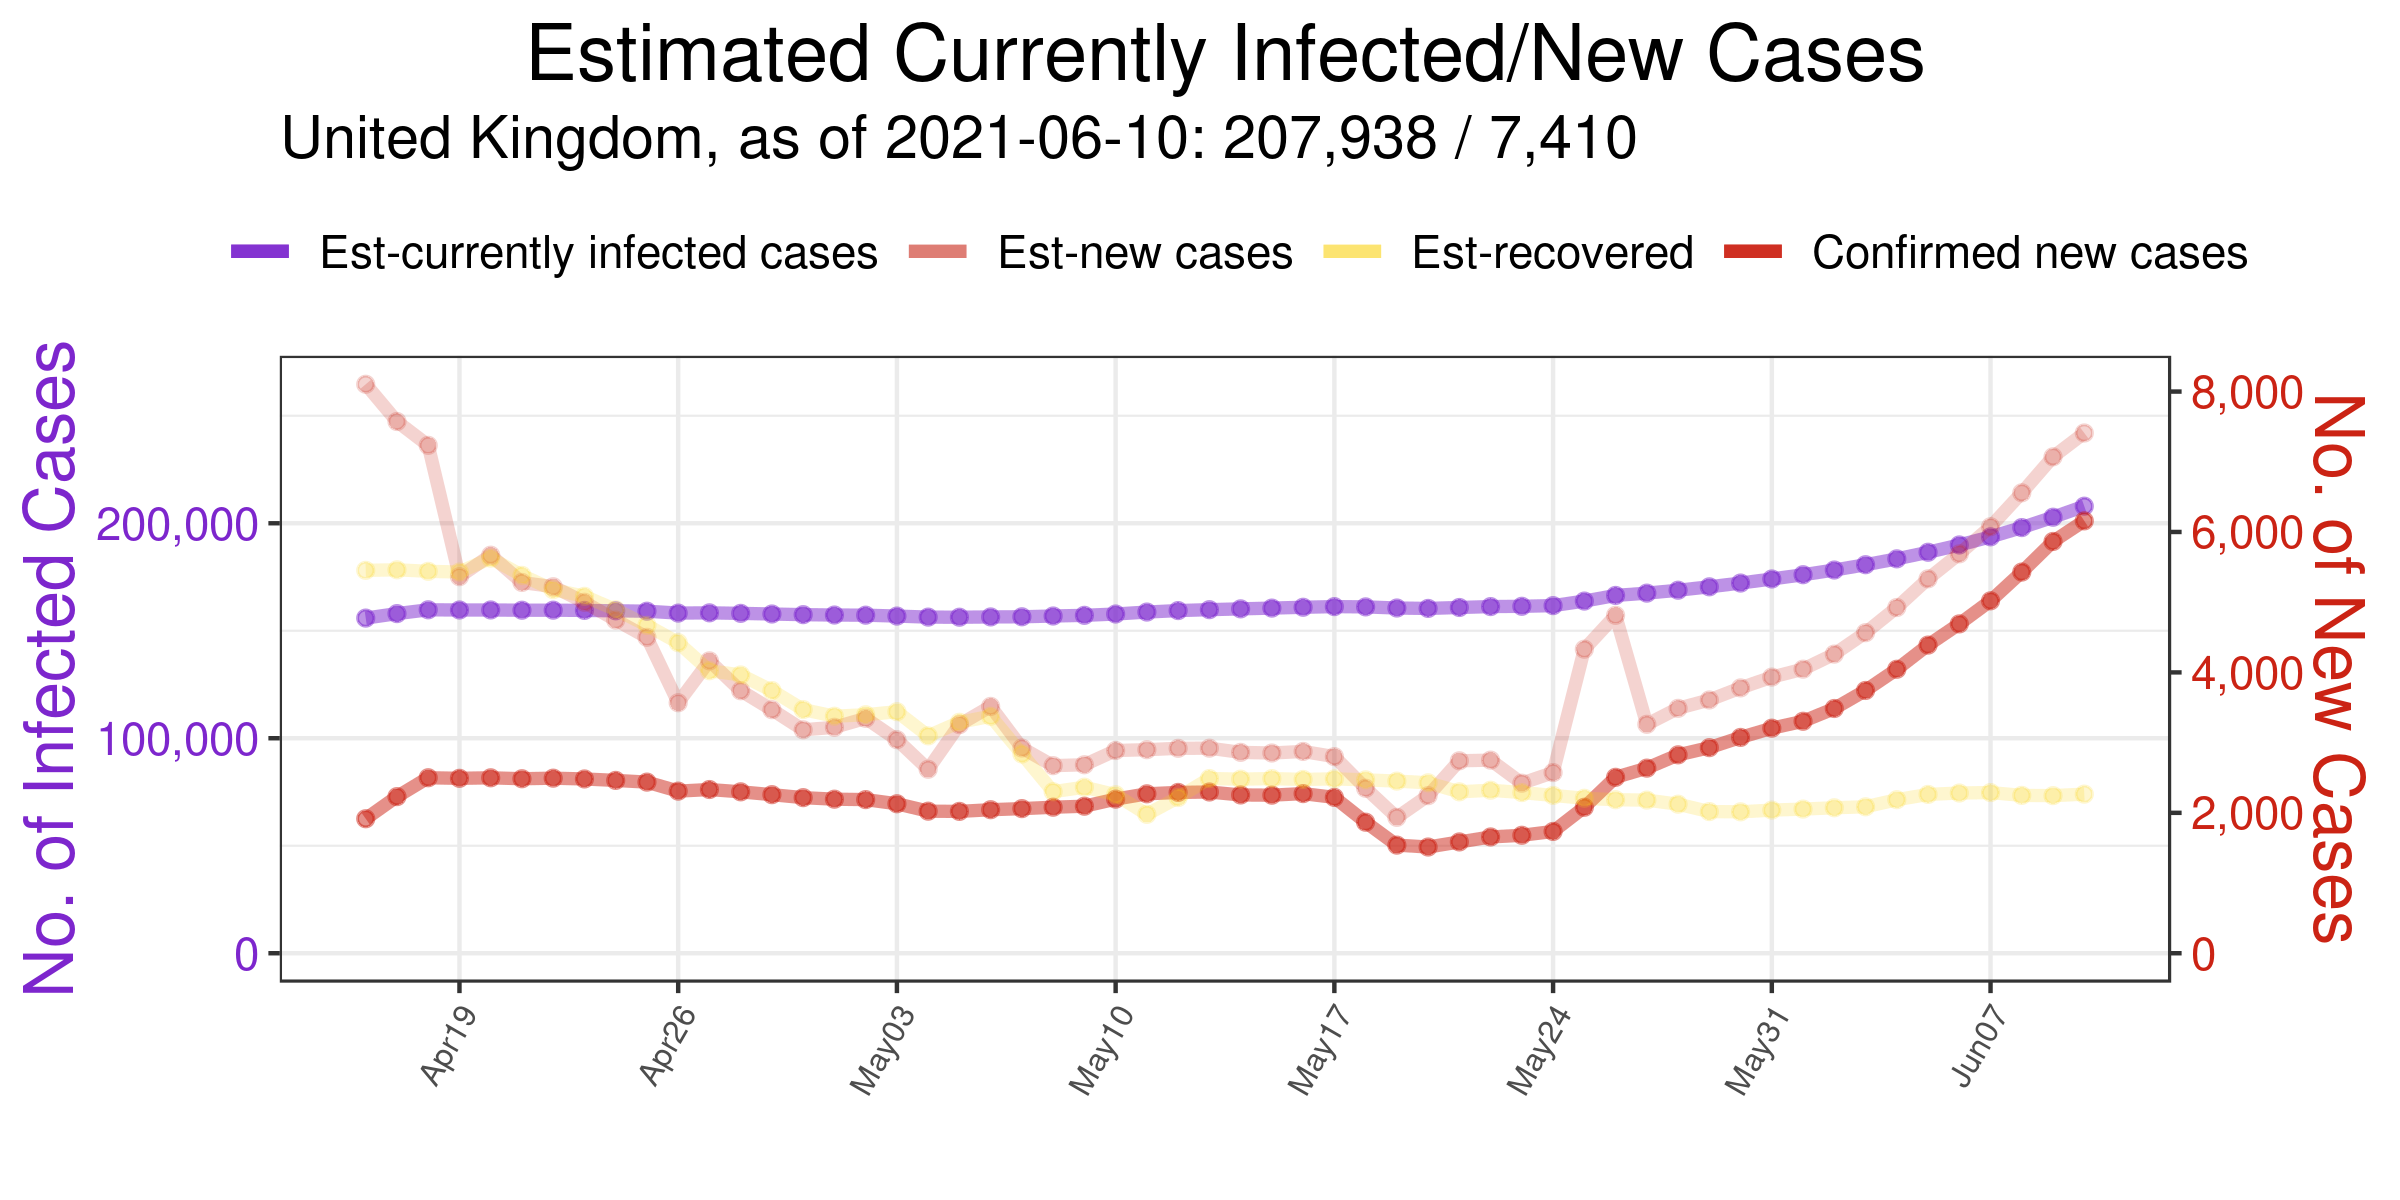 Estimated Currently Infected/New Cases
United Kingdom, as of 2021-06-10: 207,938 / 7,410
Est-currently infected cases Est-new cases Est-recovered Confirmed new cases
No. of Infected Cases
200,000
100,000
0
8,000
6,000
4,000
2,000
0
No. of New Cases
Apr19 Apr26 May03 May10 May17 May24 May31 Jun07